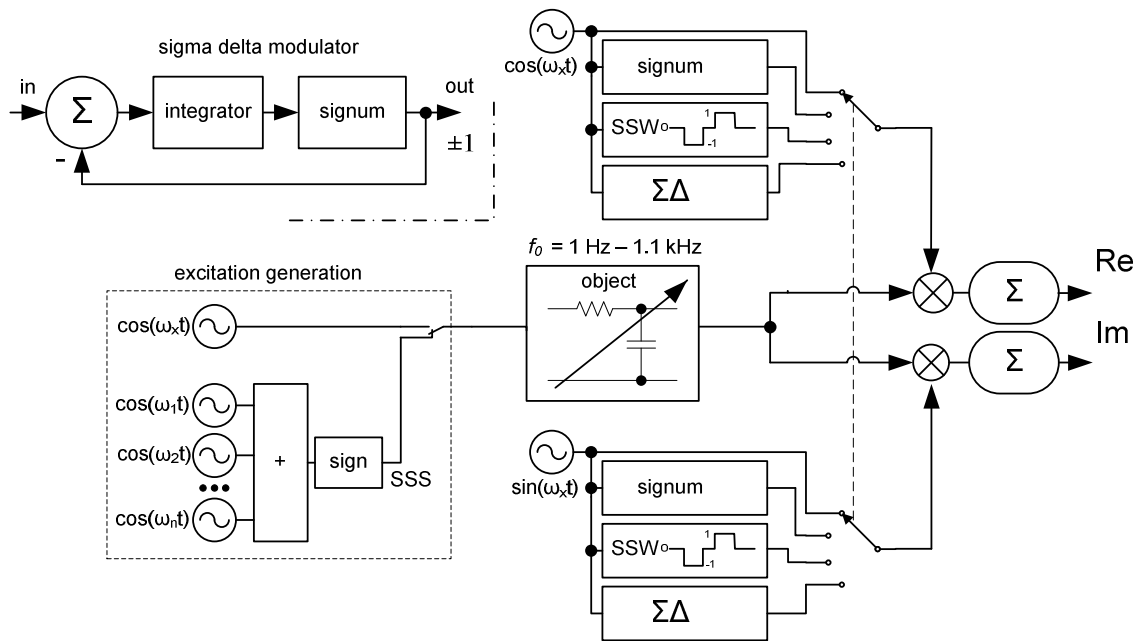 sigma delta modulator
in
Σ
-
integrator
signum
out
±1
cos(ωxt)
signum
SSW
1
-1
ΣΔ
f0 = 1 Hz – 1.1 kHz
object
excitation generation
cos(ωxt)
cos(ω1t)
cos(ω2t)
•••
cos(ωnt)
+
sign
SSS
Σ
Re
Σ
Im
sin(ωxt)
signum
SSW
1
-1
ΣΔ